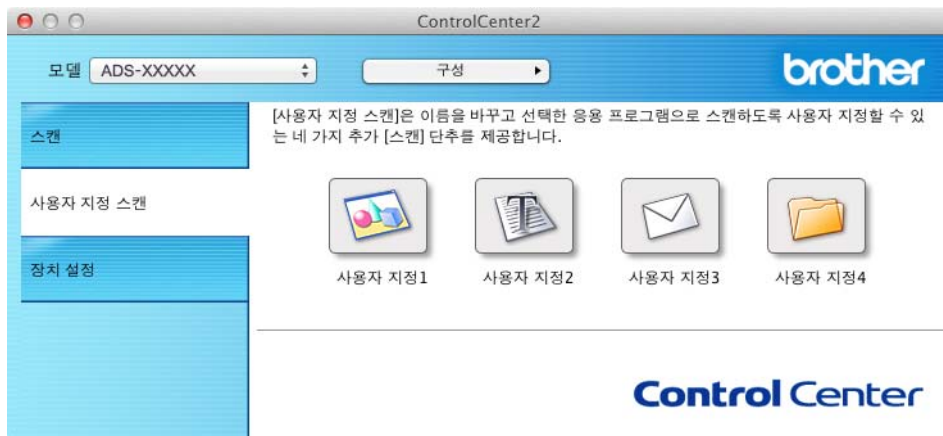 ControlCenter2
모델 ADS-XXXXX 구성 brother
스캔
사용자 지정 스캔
장치 설정
[사용자 지정 스캔]은 이름을 바꾸고 선택한 응용 프로그램으로 스캔하도록 사용자 지정할 수 있
는 네 가지 추가 [스캔] 단추를 제공합니다.
사용자 지정1 사용자 지정2 사용자 지정3 사용자 지정4
Control Center